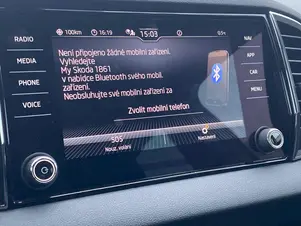 RADIO
MEDIA
PHONE
VOICE
100km 16:19 15:03
NAV
APP
CAR
MENU
Není připojeno žádné mobilní zařízení.
Vyhledejte
My Skoda 1861
v nabídce Bluetooth svého mobil.
zařízení.
Neobsluhujte své mobilní zařízení za
Zvolit mobilní telefon
SOS
Nouz. volání
Nastavení